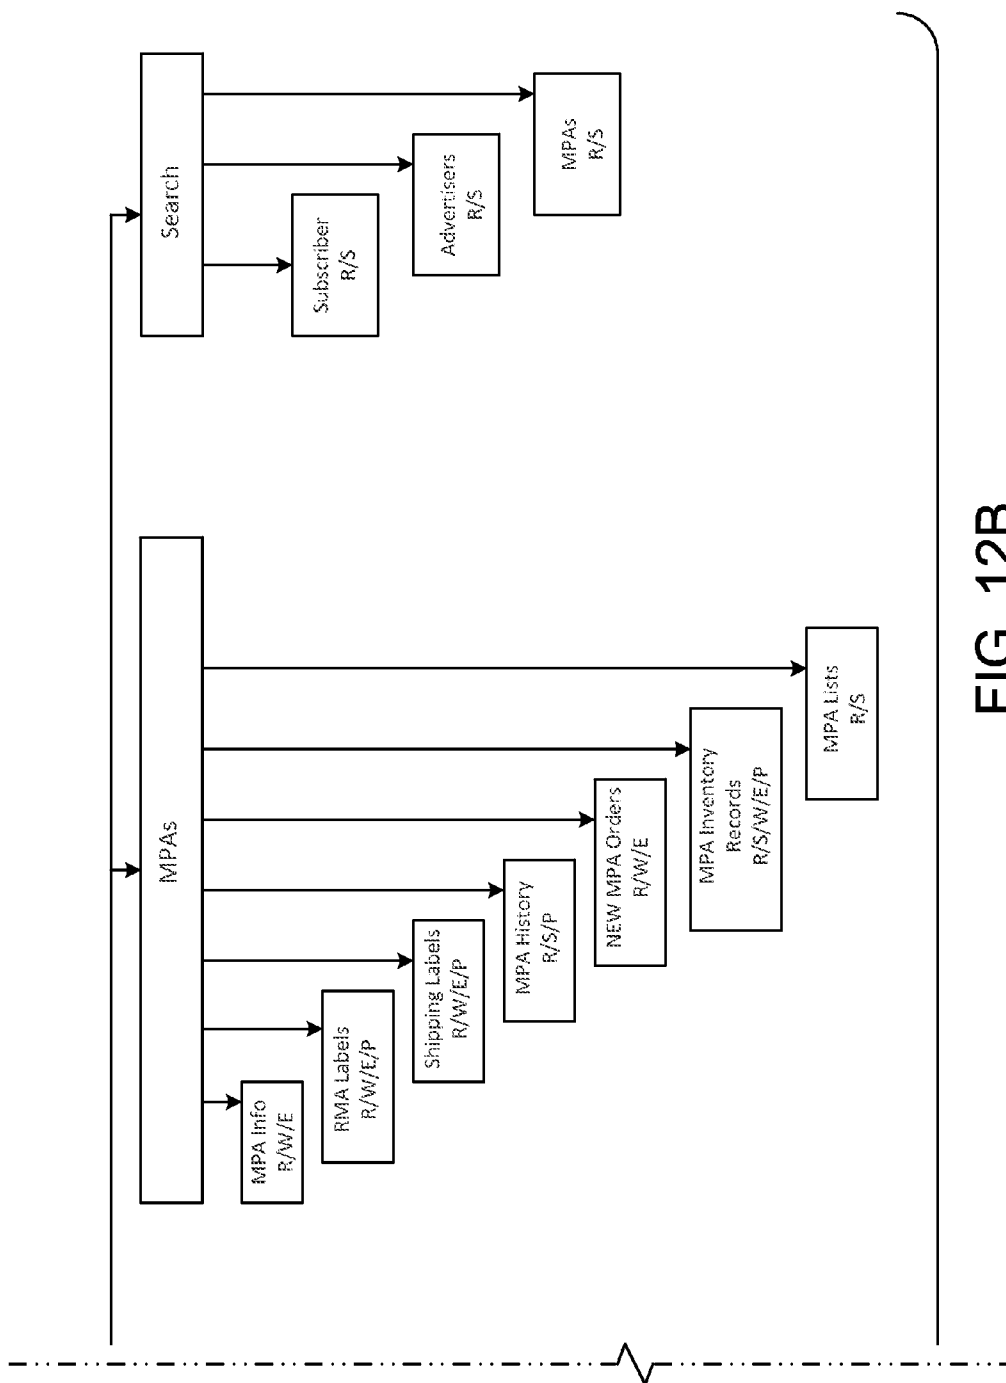 MPAs
MPA Info
R/W/E
RMA Labels
R/W/E/P
Shipping Labels
R/W/E/P
MPA History
R/S/P
NEW MPA Orders
R/W/E
MPA Inventory
Records
R/S/W/E/P
MPA Lists
R/S
Search
Subscriber
R/S
Advertisers
R/S
MPAs
R/S
FIG. 12B